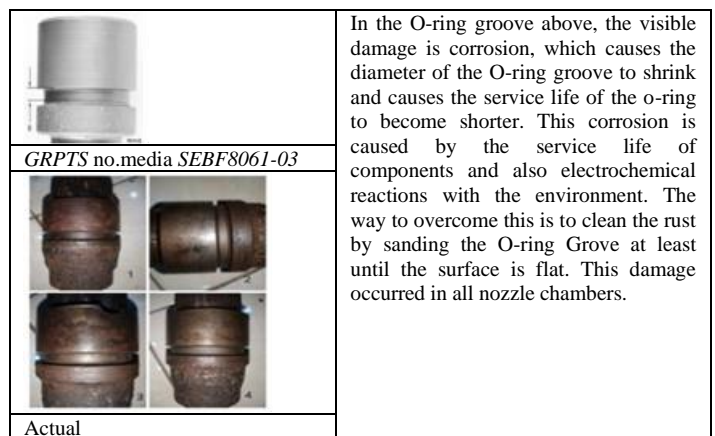 GRPTS no.media SEBF8061-03
1
2
3
4
Actual
In the O-ring groove above, the visible
damage is corrosion, which causes the
diameter of the O-ring groove to shrink
and causes the service life of the o-ring
to become shorter. This corrosion is
caused by the service life of
components and also electrochemical
reactions with the environment. The
way to overcome this is to clean the rust
by sanding the O-ring Grove at least
until the surface is flat. This damage
occurred in all nozzle chambers.